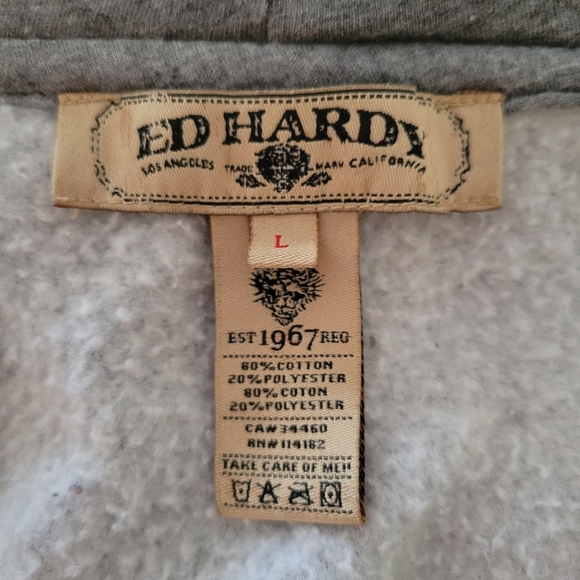 ED HARDY
LOS ANGELES TRADE MARK CALIFORNIA
L
EST 1967 REG
80%COTTON
20%POLYESTER
80%COTON
20%POLYESTER
CA#34460
RN#114182
TAKE CARE OF ME!!